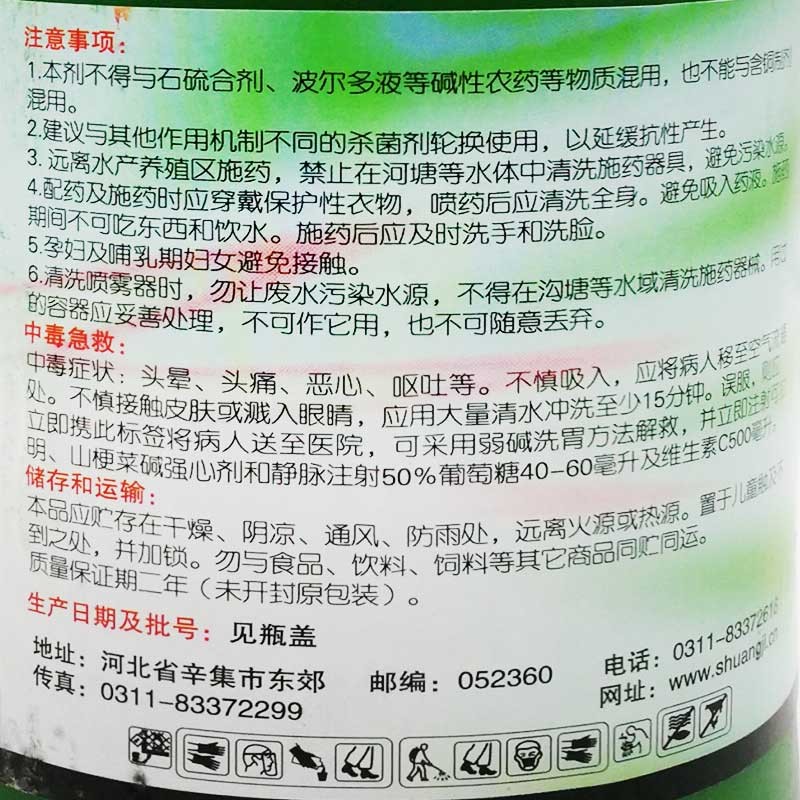 注意事项：
1.本剂不得与石硫合剂、波尔多液等碱性农药等物质混用，也不能与含铜制剂
混用。
2.建议与其他作用机制不同的杀菌剂轮换使用，以延缓抗性产生。
3. 远离水产养殖区施药，禁止在河塘等水体中清洗施药器具，避免污染水源。
4.配药及施药时应穿戴保护性衣物，喷药后应清洗全身。避免吸入药液。施药
期间不可吃东西和饮水。施药后应及时洗手和洗脸。
5.孕妇及哺乳期妇女避免接触。
6.清洗喷雾器时，勿让废水污染水源，不得在沟塘等水域清洗施药器械。用过
的容器应妥善处理，不可作它用，也不可随意丢弃。
中毒急救：
中毒症状：头晕、头痛、恶心、呕吐等。不慎吸入，应将病人移至空气流通
处。不慎接触皮肤或溅入眼睛，应用大量清水冲洗至少15分钟。误服，则应
立即携此标签将病人送至医院，可采用弱碱洗胃方法解救，并立即注射
明、山梗菜碱强心剂和静脉注射50%葡萄糖40-60毫升及维生素C500毫升。
储存和运输：
本品应贮存在干燥、阴凉、通风、防雨处，远离火源或热源。置于儿童触及不
到之处，并加锁。勿与食品、饮料、饲料等其它商品同贮同运。
质量保证期二年（未开封原包装）。
生产日期及批号：见瓶盖
地址：河北省辛集市东郊 邮编：052360 电话：0311-83372618
传真：0311-83372299 网址：www.shuangji.cn